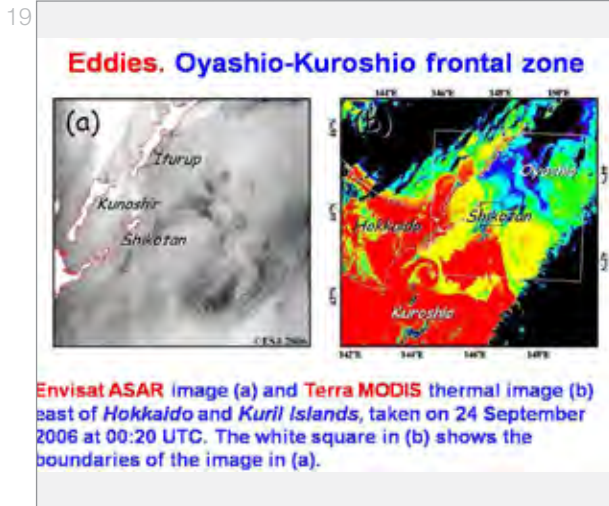 19
Eddies. Oyashio-Kuroshio frontal zone
(a)
Iturup
Kunashir
Shikotan
©ESA 2006
(b)
Oyashio
Shikotan
Hokkaido
Kuroshio
Envisat ASAR image (a) and Terra MODIS thermal image (b)
east of Hokkaido and Kuril Islands, taken on 24 September
2006 at 00:20 UTC. The white square in (b) shows the
boundaries of the image in (a).